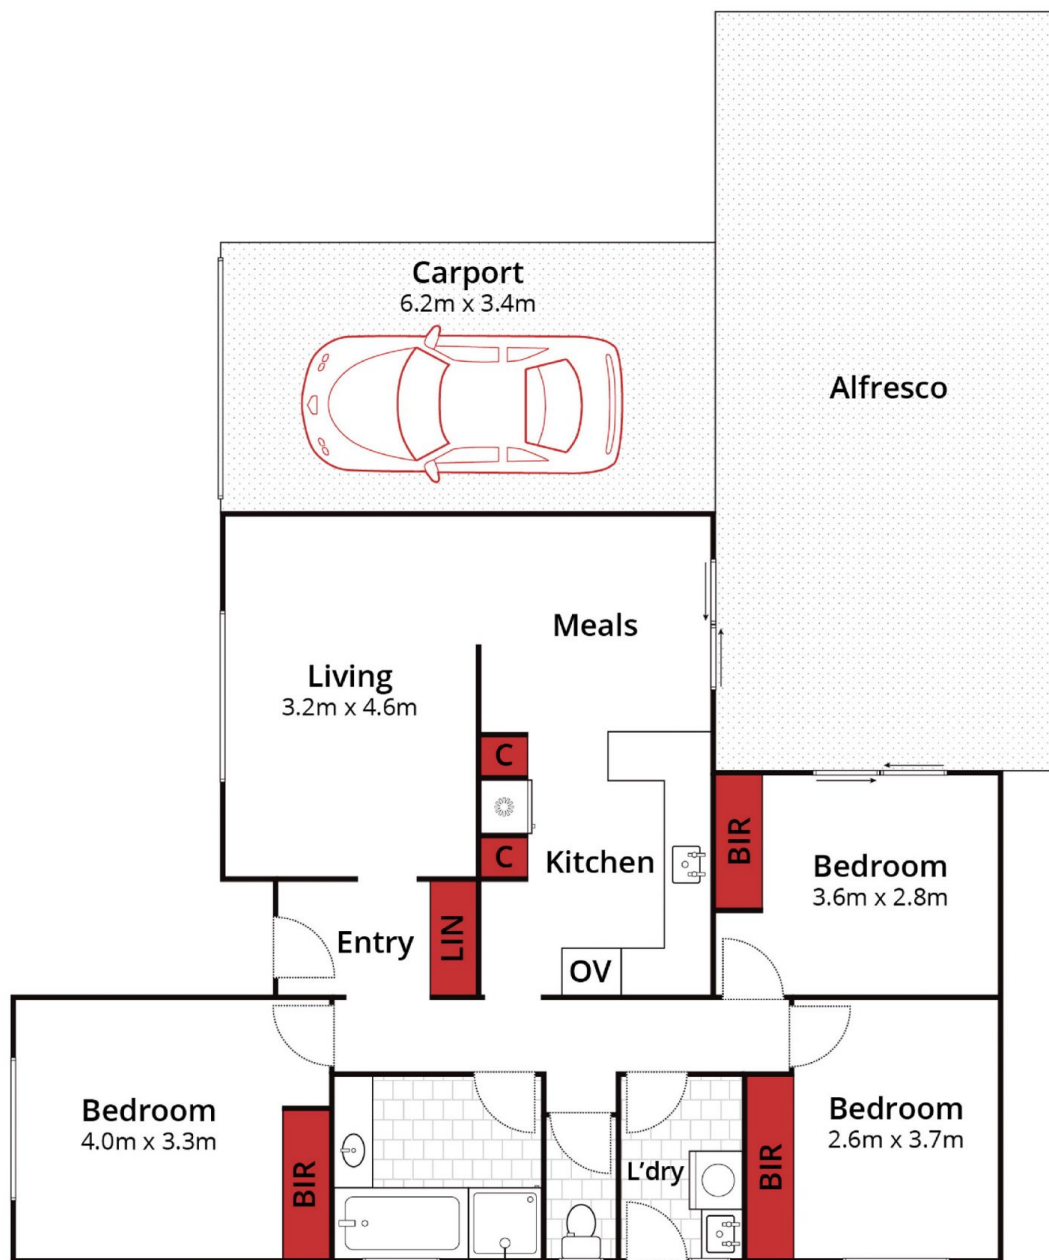 Carport
6.2m x 3.4m
Alfresco
Meals
Living
3.2m x 4.6m
C
C
Kitchen
BIR
Bedroom
3.6m x 2.8m
Entry
LIN
OV
Bedroom
4.0m x 3.3m
BIR
L'dry
BIR
Bedroom
2.6m x 3.7m